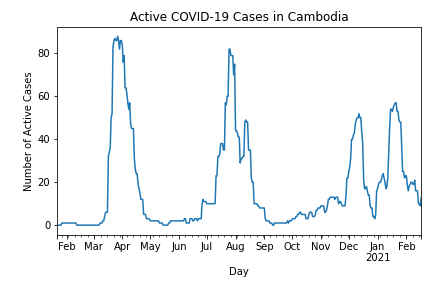 Active COVID-19 Cases in Cambodia
Number of Active Cases
80
60
40
20
0
Feb Mar Apr May Jun Jul Aug Sep Oct Nov Dec Jan Feb
2021
Day